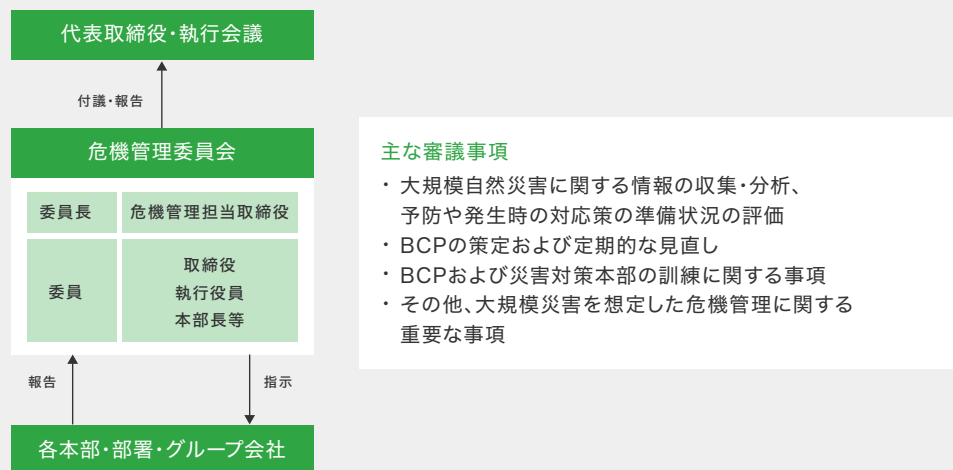 代表取締役・執行会議
付議・報告
危機管理委員会
委員長
危機管理担当取締役
委員
取締役
執行役員
本部長等
報告
指示
各本部・部署・グループ会社
主な審議事項
・大規模自然災害に関する情報の収集・分析、
予防や発生時の対応策の準備状況の評価
・BCPの策定および定期的な見直し
・BCPおよび災害対策本部の訓練に関する事項
・その他、大規模災害を想定した危機管理に関する
重要な事項